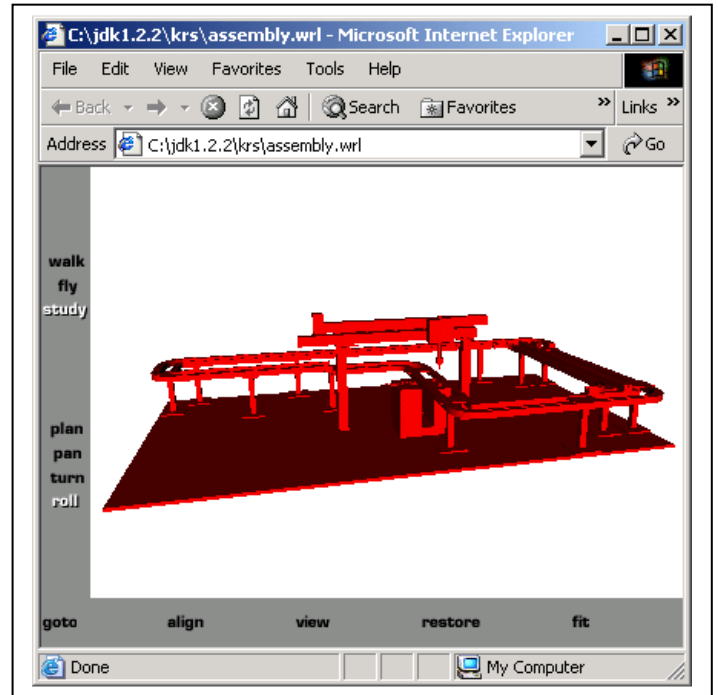 C:\jdk1.2.2\krs\assembly.wrl - Microsoft Internet Explorer
File Edit View Favorites Tools Help
Back Search Favorites » Links »
Address C:\jdk1.2.2\krs\assembly.wrl Go
walk
fly
study
plan
pan
turn
roll
goto align view restore fit
Done My Computer